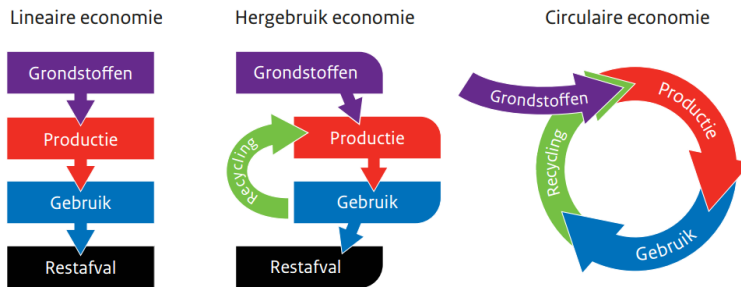 Lineaire economie
Grondstoffen
Productie
Gebruik
Restafval
Hergebruik economie
Grondstoffen
Productie
Recycling
Gebruik
Restafval
Circulaire economie
Grondstoffen
Productie
Recycling
Gebruik